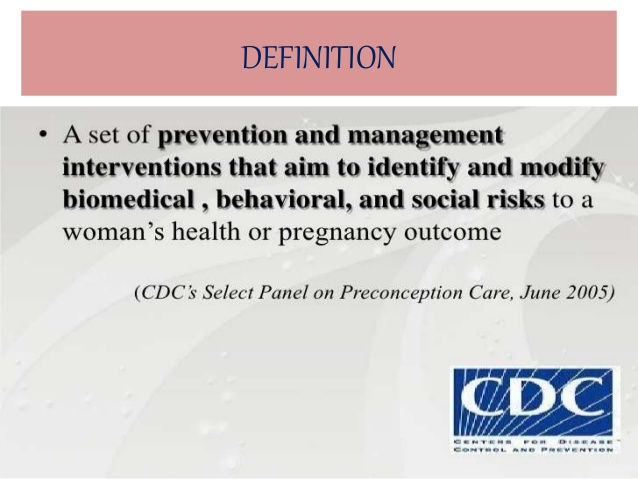 DEFINITION
• A set of prevention and management
interventions that aim to identify and modify
biomedical , behavioral, and social risks to a
woman’s health or pregnancy outcome
(CDC’s Select Panel on Preconception Care, June 2005)
CDC
CENTERS FOR DISEASE
CONTROL AND PREVENTION